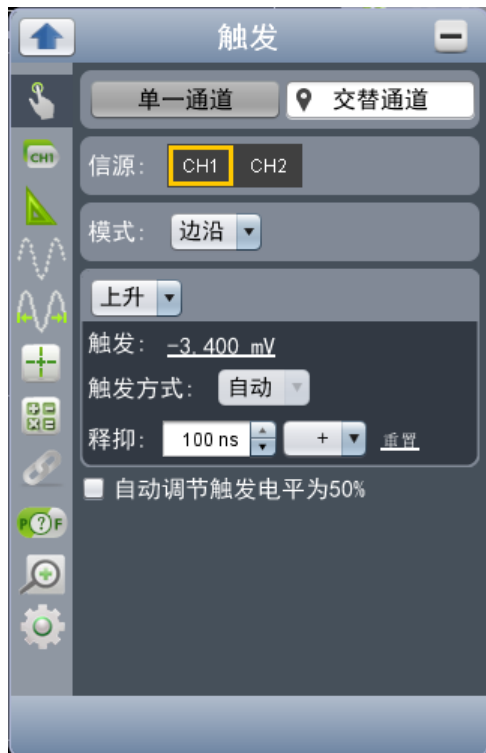 触发
单一通道 交替通道
CH1
信源: CH1 CH2
模式: 边沿
上升
触发: -3.400 mV
触发方式: 自动
释抑: 100 ns + 重置
自动调节触发电平为50%
P?F